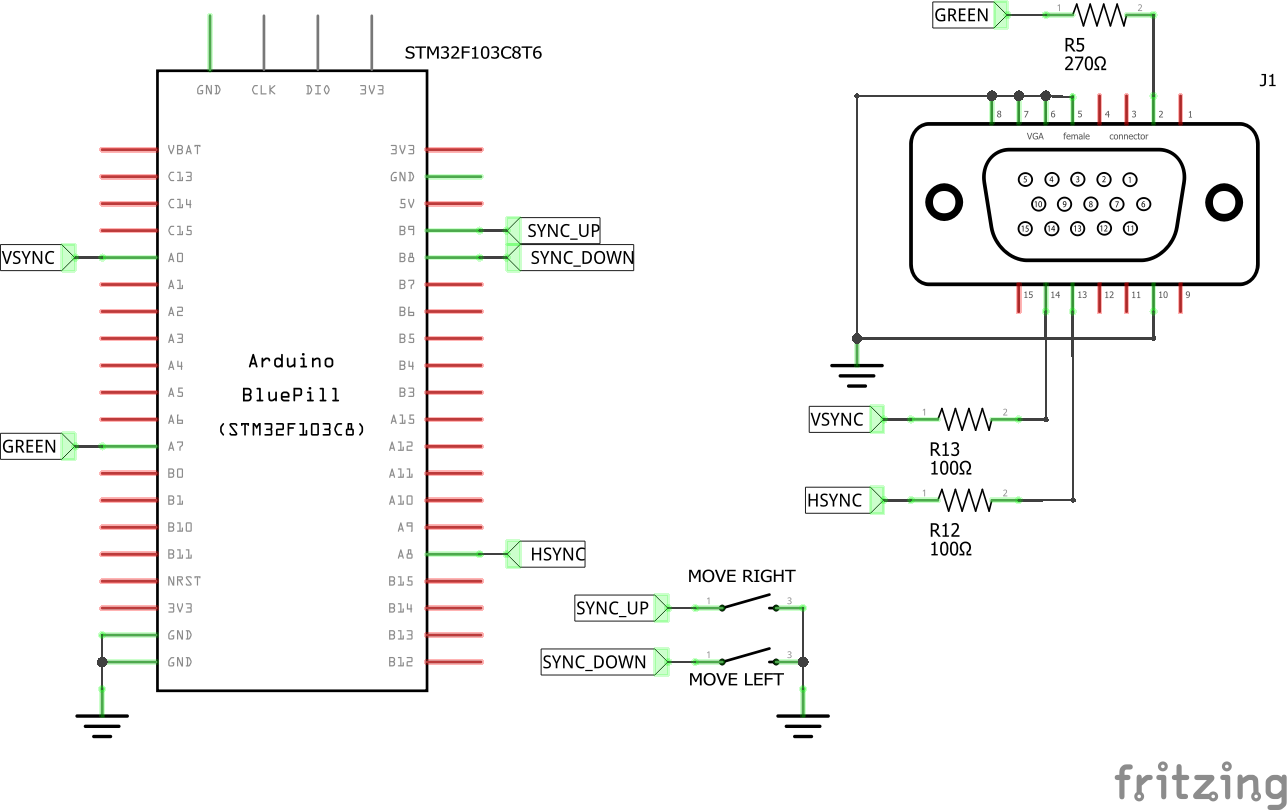 STM32F103C8T6
GND CLK DIO 3V3
VBAT 3V3
C13 GND
C14 5V
C15 B9 SYNC_UP
VSYNC A0 B8 SYNC_DOWN
A1 B7
A2 B6
A3 B5
A4 B4
A5 B3
A6 A15
GREEN A7 A12
B0 A11
B1 A10
B10 A9
B11 A8 HSYNC
NRST B15
3V3 B14
GND B13
GND B12
Arduino
BluePill
(STM32F103C8)
GREEN 1 2
R5
270Ω
J1
8 7 6 5 4 3 2 1
VGA female connector
5 4 3 2 1
10 9 8 7 6
15 14 13 12 11
15 14 13 12 11 10 9
VSYNC 1 2
R13
100Ω
HSYNC 1 2
R12
100Ω
MOVE RIGHT
SYNC_UP 1 3
SYNC_DOWN 1 3
MOVE LEFT
fritzing